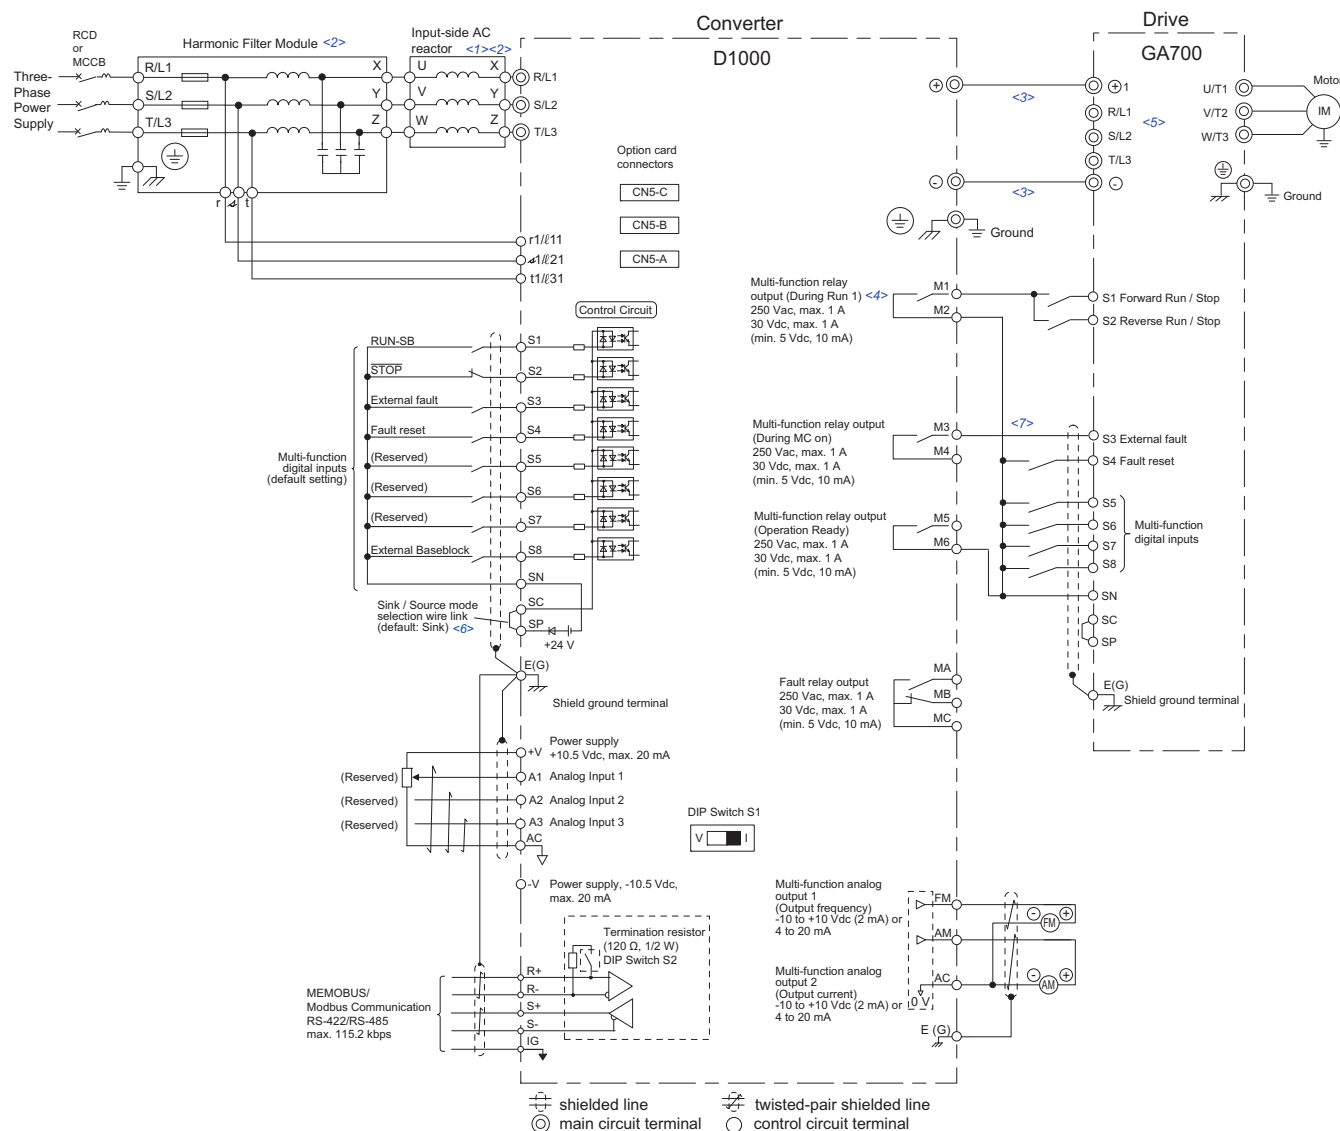 Converter
D1000
Drive
GA700
RCD
or
MCCB
Harmonic Filter Module <2>
Input-side AC
reactor <1><2>
Three-
Phase
Power
Supply
R/L1
S/L2
T/L3
X
Y
Z
U
V
W
X
Y
Z
R/L1
S/L2
T/L3
r
t
r1/ℓ11
1/ℓ21
t1/ℓ31
Option card
connectors
CN5-C
CN5-B
CN5-A
Control Circuit
+
-
<3>
<3>
+1
R/L1
S/L2
T/L3
-
<5>
U/T1
V/T2
W/T3
Motor
IM
Ground
Ground
Multi-function
digital inputs
(default setting)
RUN-SB
STOP
External fault
Fault reset
(Reserved)
(Reserved)
(Reserved)
External Baseblock
S1
S2
S3
S4
S5
S6
S7
S8
SN
SC
SP
+24 V
Sink / Source mode
selection wire link
(default: Sink) <6>
E(G)
Shield ground terminal
Multi-function relay
output (During Run 1) <4>
250 Vac, max. 1 A
30 Vdc, max. 1 A
(min. 5 Vdc, 10 mA)
M1
M2
S1 Forward Run / Stop
S2 Reverse Run / Stop
Multi-function relay output
(During MC on)
250 Vac, max. 1 A
30 Vdc, max. 1 A
(min. 5 Vdc, 10 mA)
M3
M4
<7>
S3 External fault
S4 Fault reset
Multi-function relay output
(Operation Ready)
250 Vac, max. 1 A
30 Vdc, max. 1 A
(min. 5 Vdc, 10 mA)
M5
M6
S5
S6
S7
S8
Multi-function
digital inputs
SN
SC
SP
E(G)
Shield ground terminal
Fault relay output
250 Vac, max. 1 A
30 Vdc, max. 1 A
(min. 5 Vdc, 10 mA)
MA
MB
MC
Power supply
+V +10.5 Vdc, max. 20 mA
(Reserved)
(Reserved)
(Reserved)
A1 Analog Input 1
A2 Analog Input 2
A3 Analog Input 3
AC
-V Power supply, -10.5 Vdc,
max. 20 mA
DIP Switch S1
V I
Termination resistor
(120 Ω, 1/2 W)
DIP Switch S2
MEMOBUS/
Modbus Communication
RS-422/RS-485
max. 115.2 kbps
R+
R-
S+
S-
IG
Multi-function analog
output 1
(Output frequency)
-10 to +10 Vdc (2 mA) or
4 to 20 mA
Multi-function analog
output 2
(Output current)
-10 to +10 Vdc (2 mA) or
4 to 20 mA
FM
AM
AC
0 V
E (G)
- FM +
- AM +
shielded line
twisted-pair shielded line
main circuit terminal
control circuit terminal